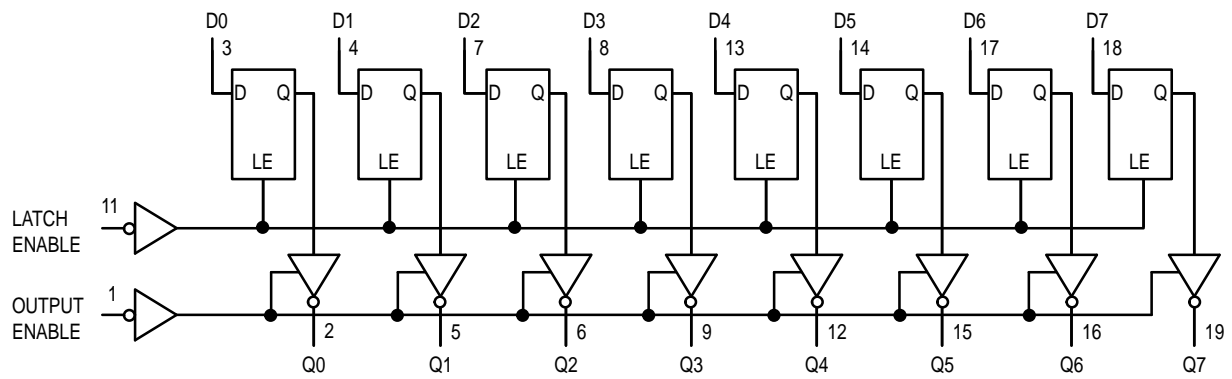 D0 D1 D2 D3 D4 D5 D6 D7
3 4 7 8 13 14 17 18
D Q D Q D Q D Q D Q D Q D Q D Q
LE LE LE LE LE LE LE LE
11
LATCH
ENABLE
1
OUTPUT
ENABLE
2 5 6 9 12 15 16 19
Q0 Q1 Q2 Q3 Q4 Q5 Q6 Q7